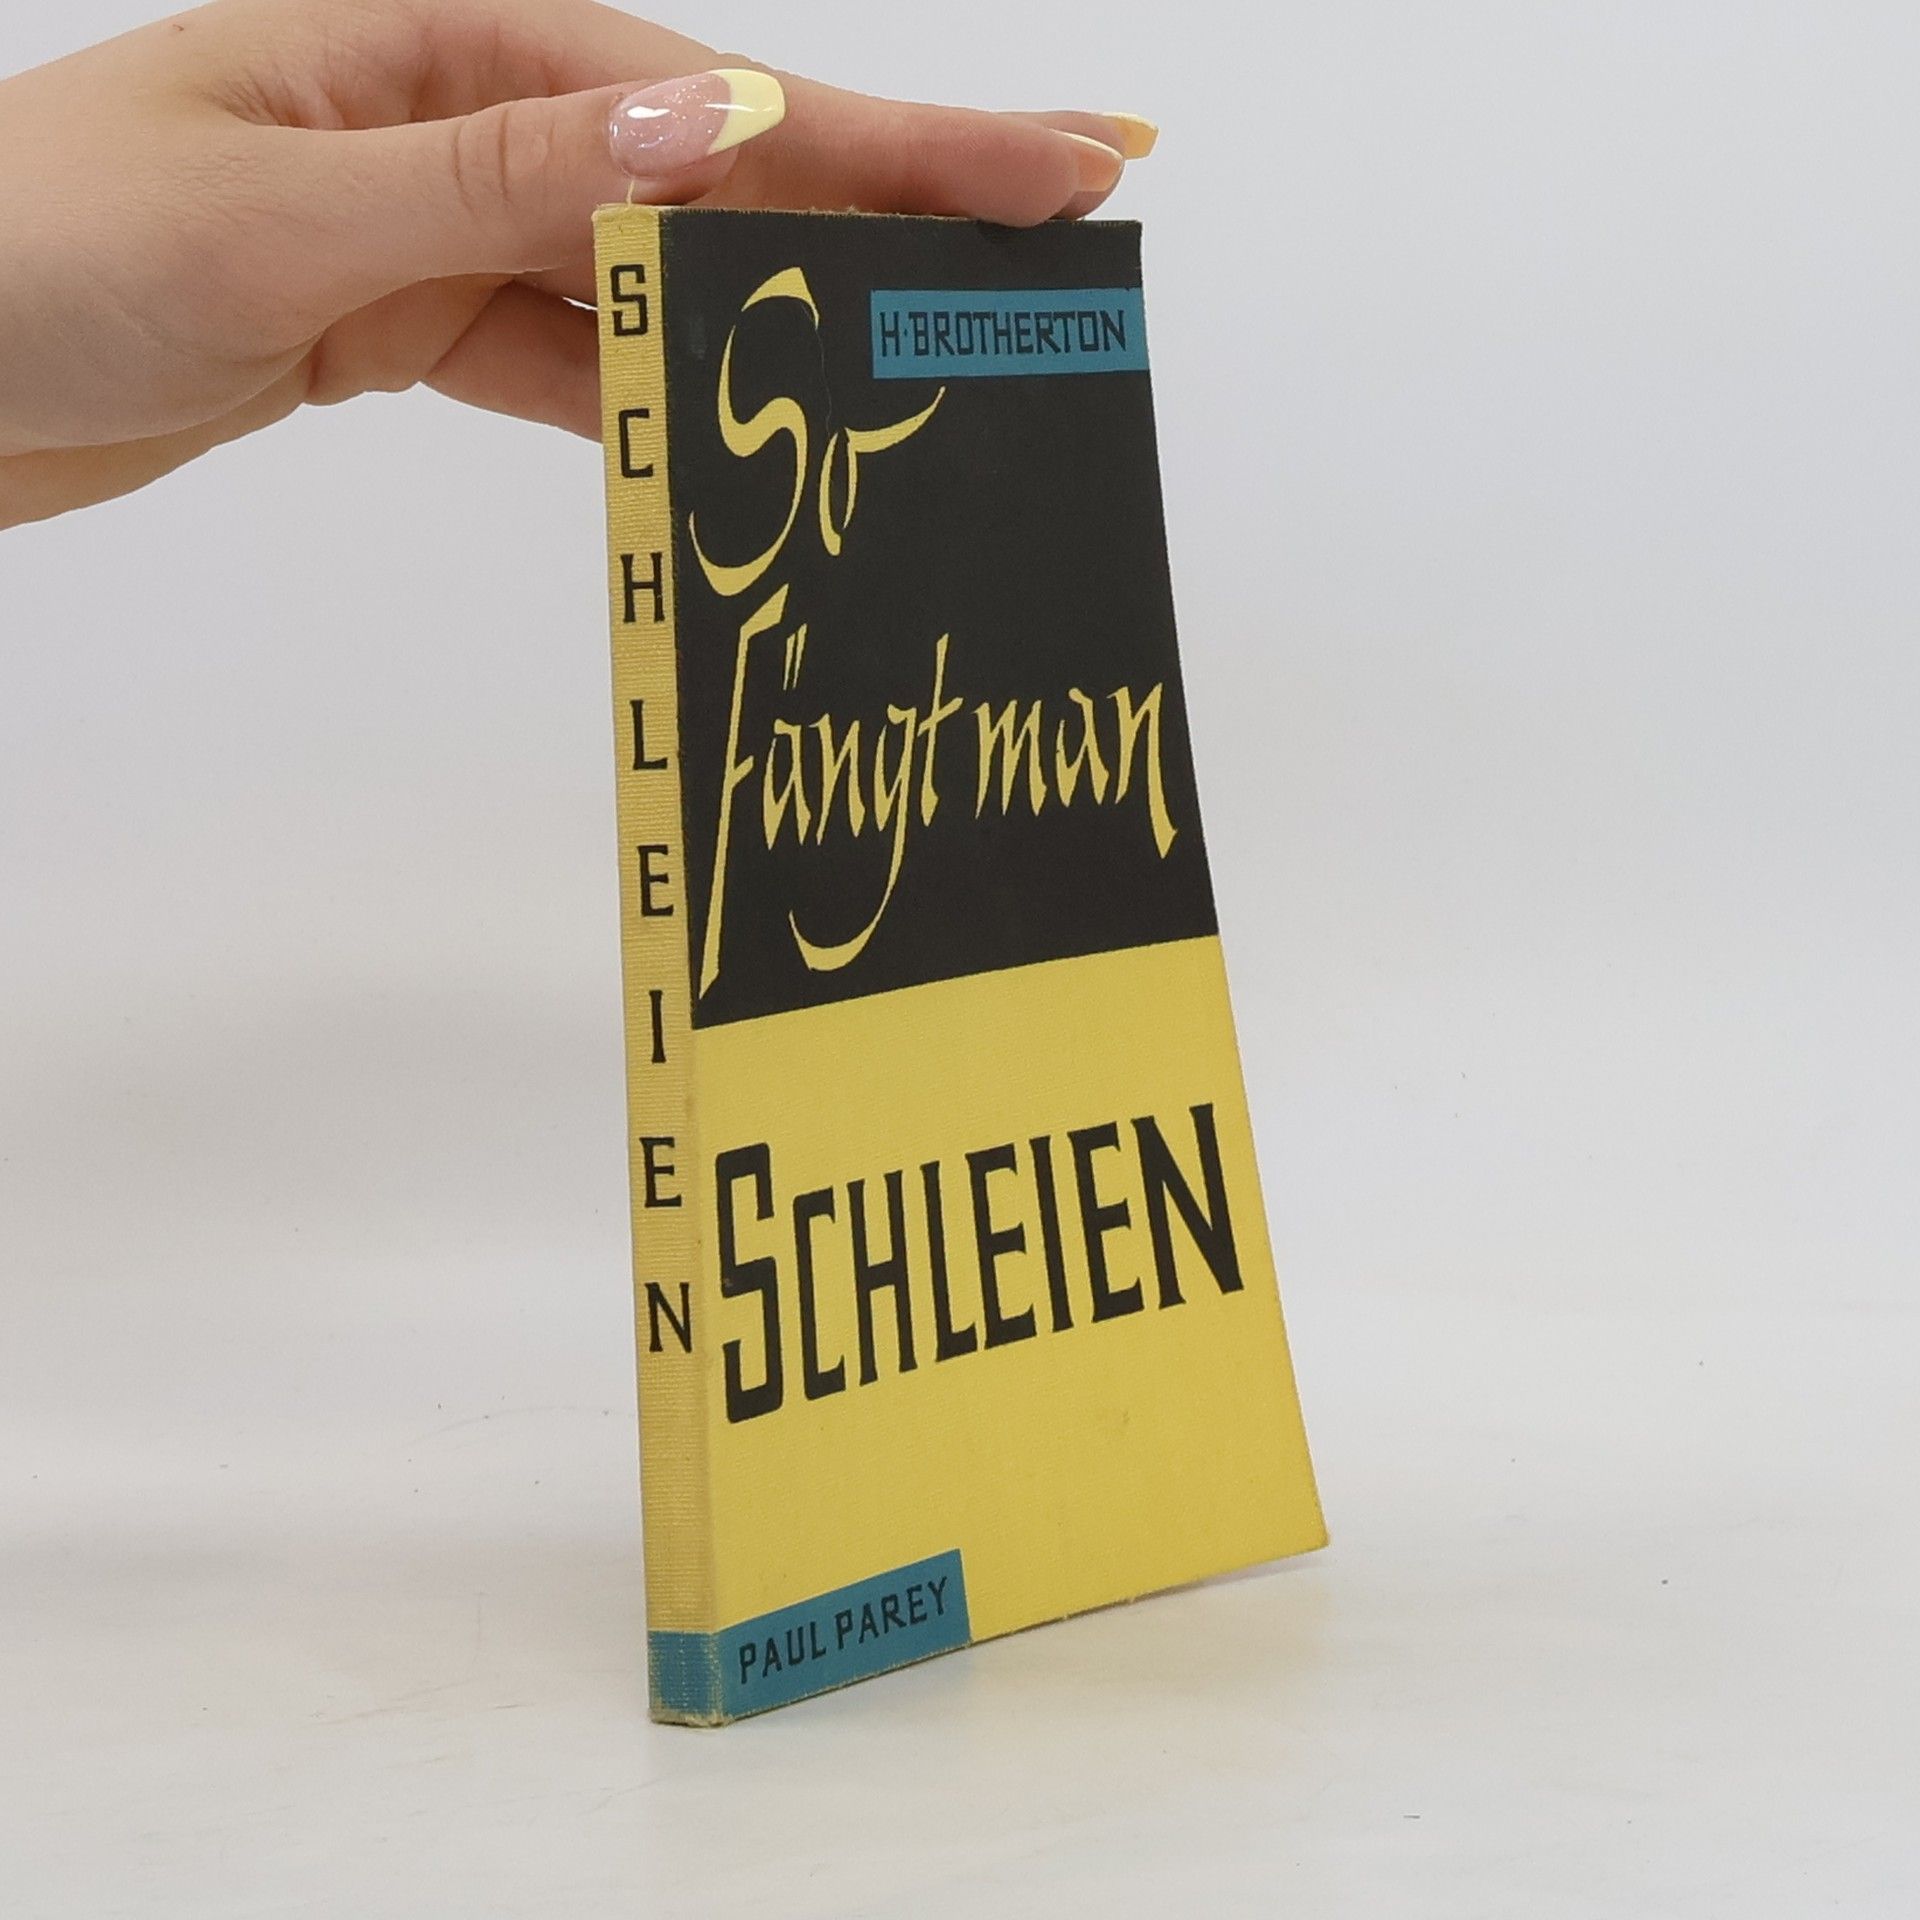 SCHLEIEN
H·BROTHERTON
So
Fängt man
SCHLEIEN
PAUL PAREY